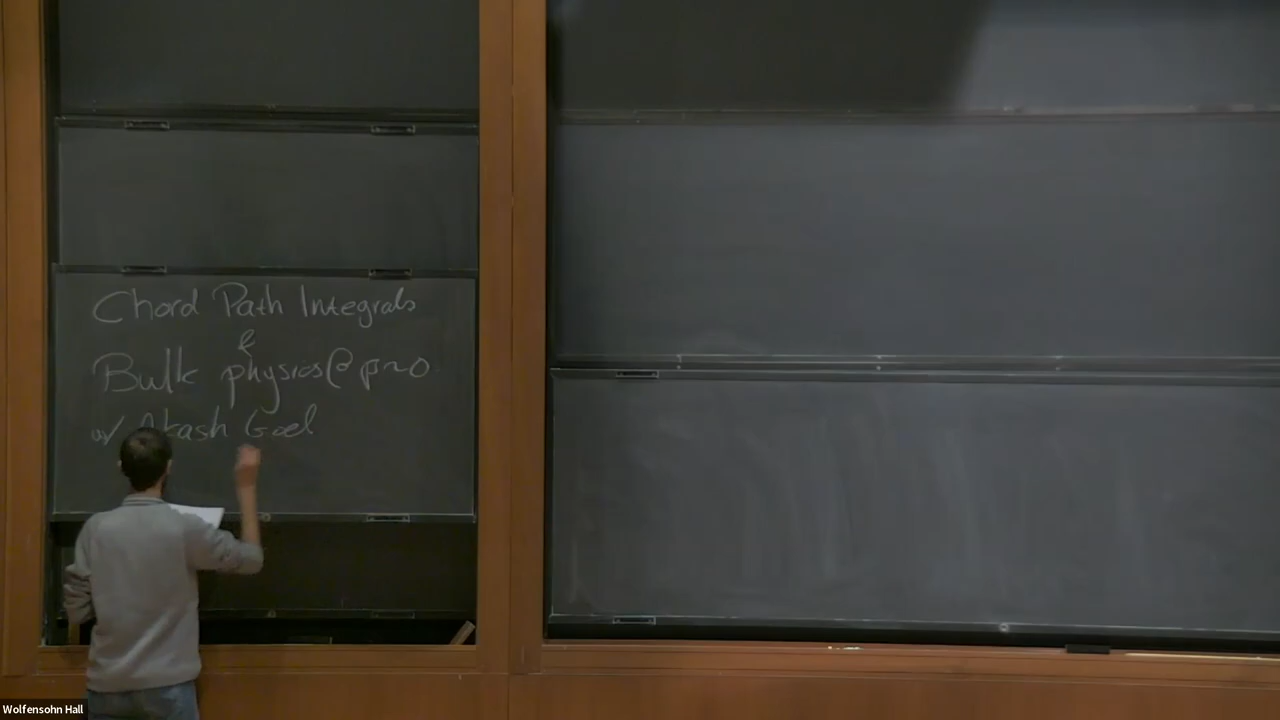 Chord Path Integrals
&
Bulk physics @ β~0
w/ Akash Goel
Wolfensohn Hall